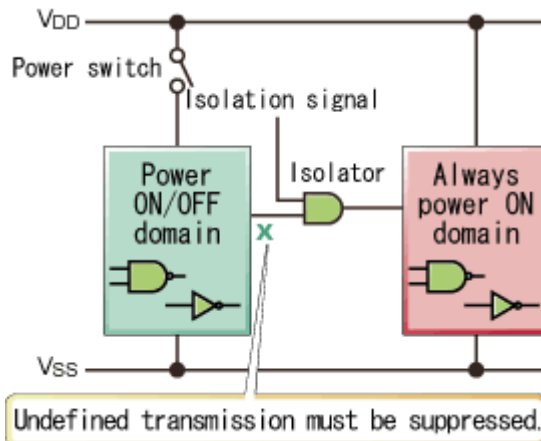 VDD
Power switch
Isolation signal
Isolator
Power
ON/OFF
domain
Always
power ON
domain
x
VSS
Undefined transmission must be suppressed.